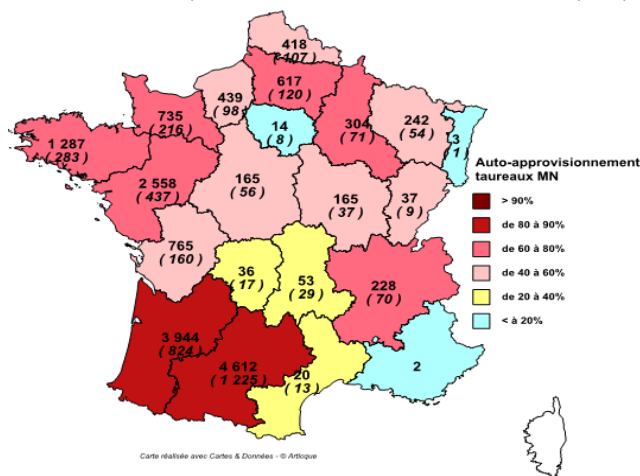 418
( 107 )
617
( 120 )
439
( 98 )
735
( 216 )
304
( 71 )
242
( 54 )
14
( 8 )
3
( 1 )
1 287
( 283 )
2 558
( 437 )
165
( 56 )
165
( 37 )
37
( 9 )
765
( 160 )
36
( 17 )
53
( 29 )
228
( 70 )
3 944
( 824 )
4 612
( 1 225 )
20
( 13 )
2
Auto-approvisionnement
taureaux MN
> 90%
de 80 à 90%
de 60 à 80%
de 40 à 60%
de 20 à 40%
< à 20%
Carte réalisée avec Cartes & Données - © Articque